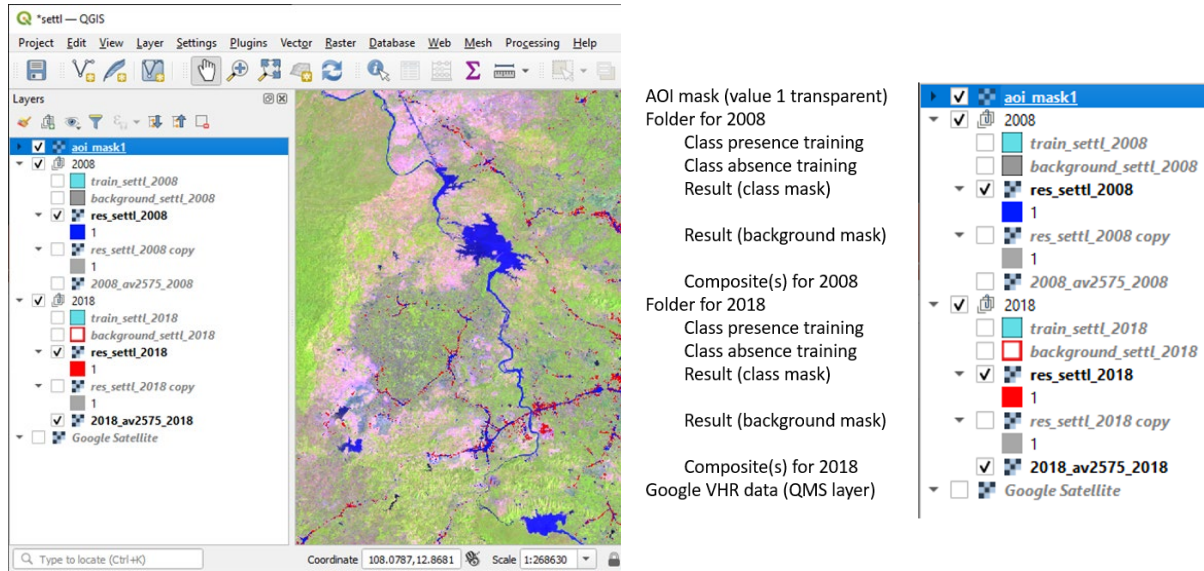 *settl — QGIS
Project Edit View Layer Settings Plugins Vector Raster Database Web Mesh Processing Help
Layers
aoi_mask1
2008
train_settl_2008
background_settl_2008
res_settl_2008
1
res_settl_2008 copy
1
2008_av2575_2008
2018
train_settl_2018
background_settl_2018
res_settl_2018
1
res_settl_2018 copy
1
2018_av2575_2018
Google Satellite
Type to locate (Ctrl+K)
Coordinate 108.0787,12.8681 Scale 1:268630
AOI mask (value 1 transparent)
Folder for 2008
Class presence training
Class absence training
Result (class mask)
Result (background mask)
Composite(s) for 2008
Folder for 2018
Class presence training
Class absence training
Result (class mask)
Result (background mask)
Composite(s) for 2018
Google VHR data (QMS layer)
aoi_mask1
2008
train_settl_2008
background_settl_2008
res_settl_2008
1
res_settl_2008 copy
1
2008_av2575_2008
2018
train_settl_2018
background_settl_2018
res_settl_2018
1
res_settl_2018 copy
1
2018_av2575_2018
Google Satellite